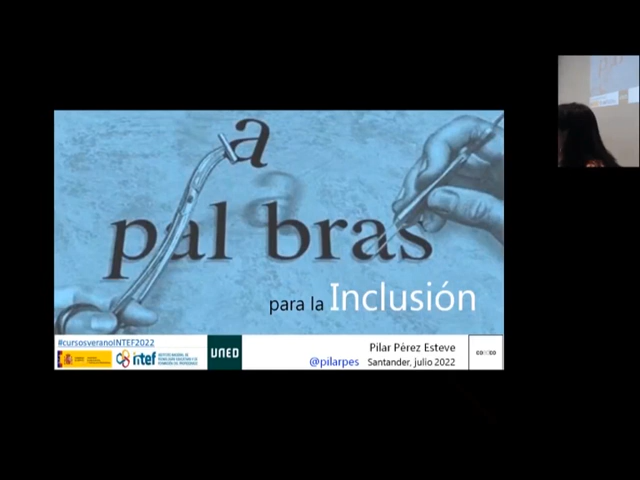 a
pal bras
para la Inclusión
#cursosveranoINTEF2022
intef
UNED
Pilar Pérez Esteve
@pilarpes Santander, julio 2022